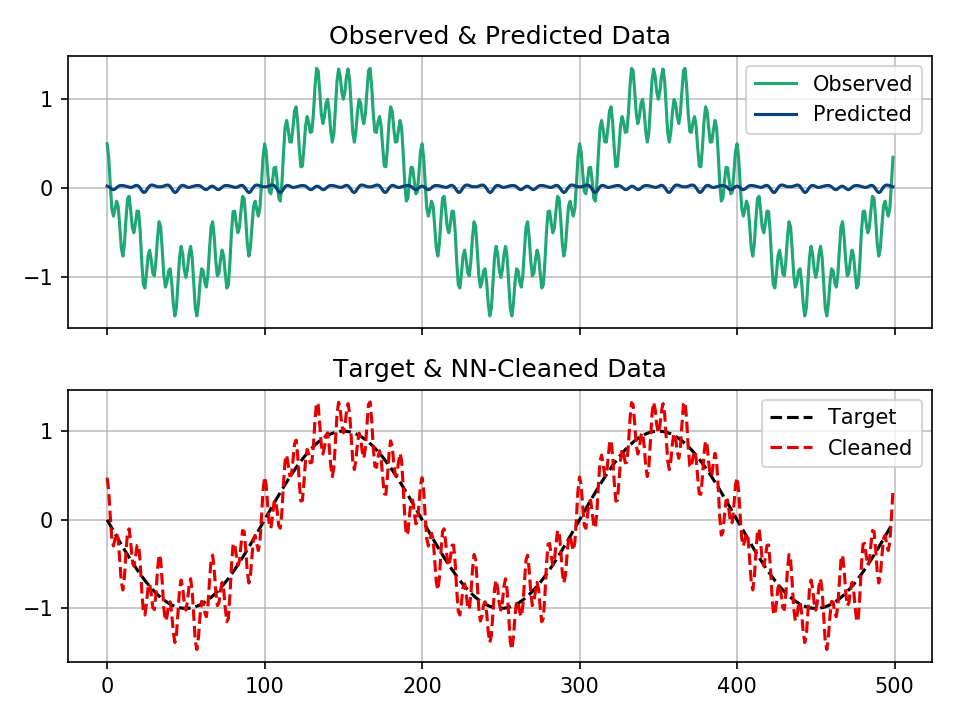 Observed & Predicted Data
Observed
Predicted
1
0
−1
Target & NN-Cleaned Data
Target
Cleaned
1
0
−1
0 100 200 300 400 500